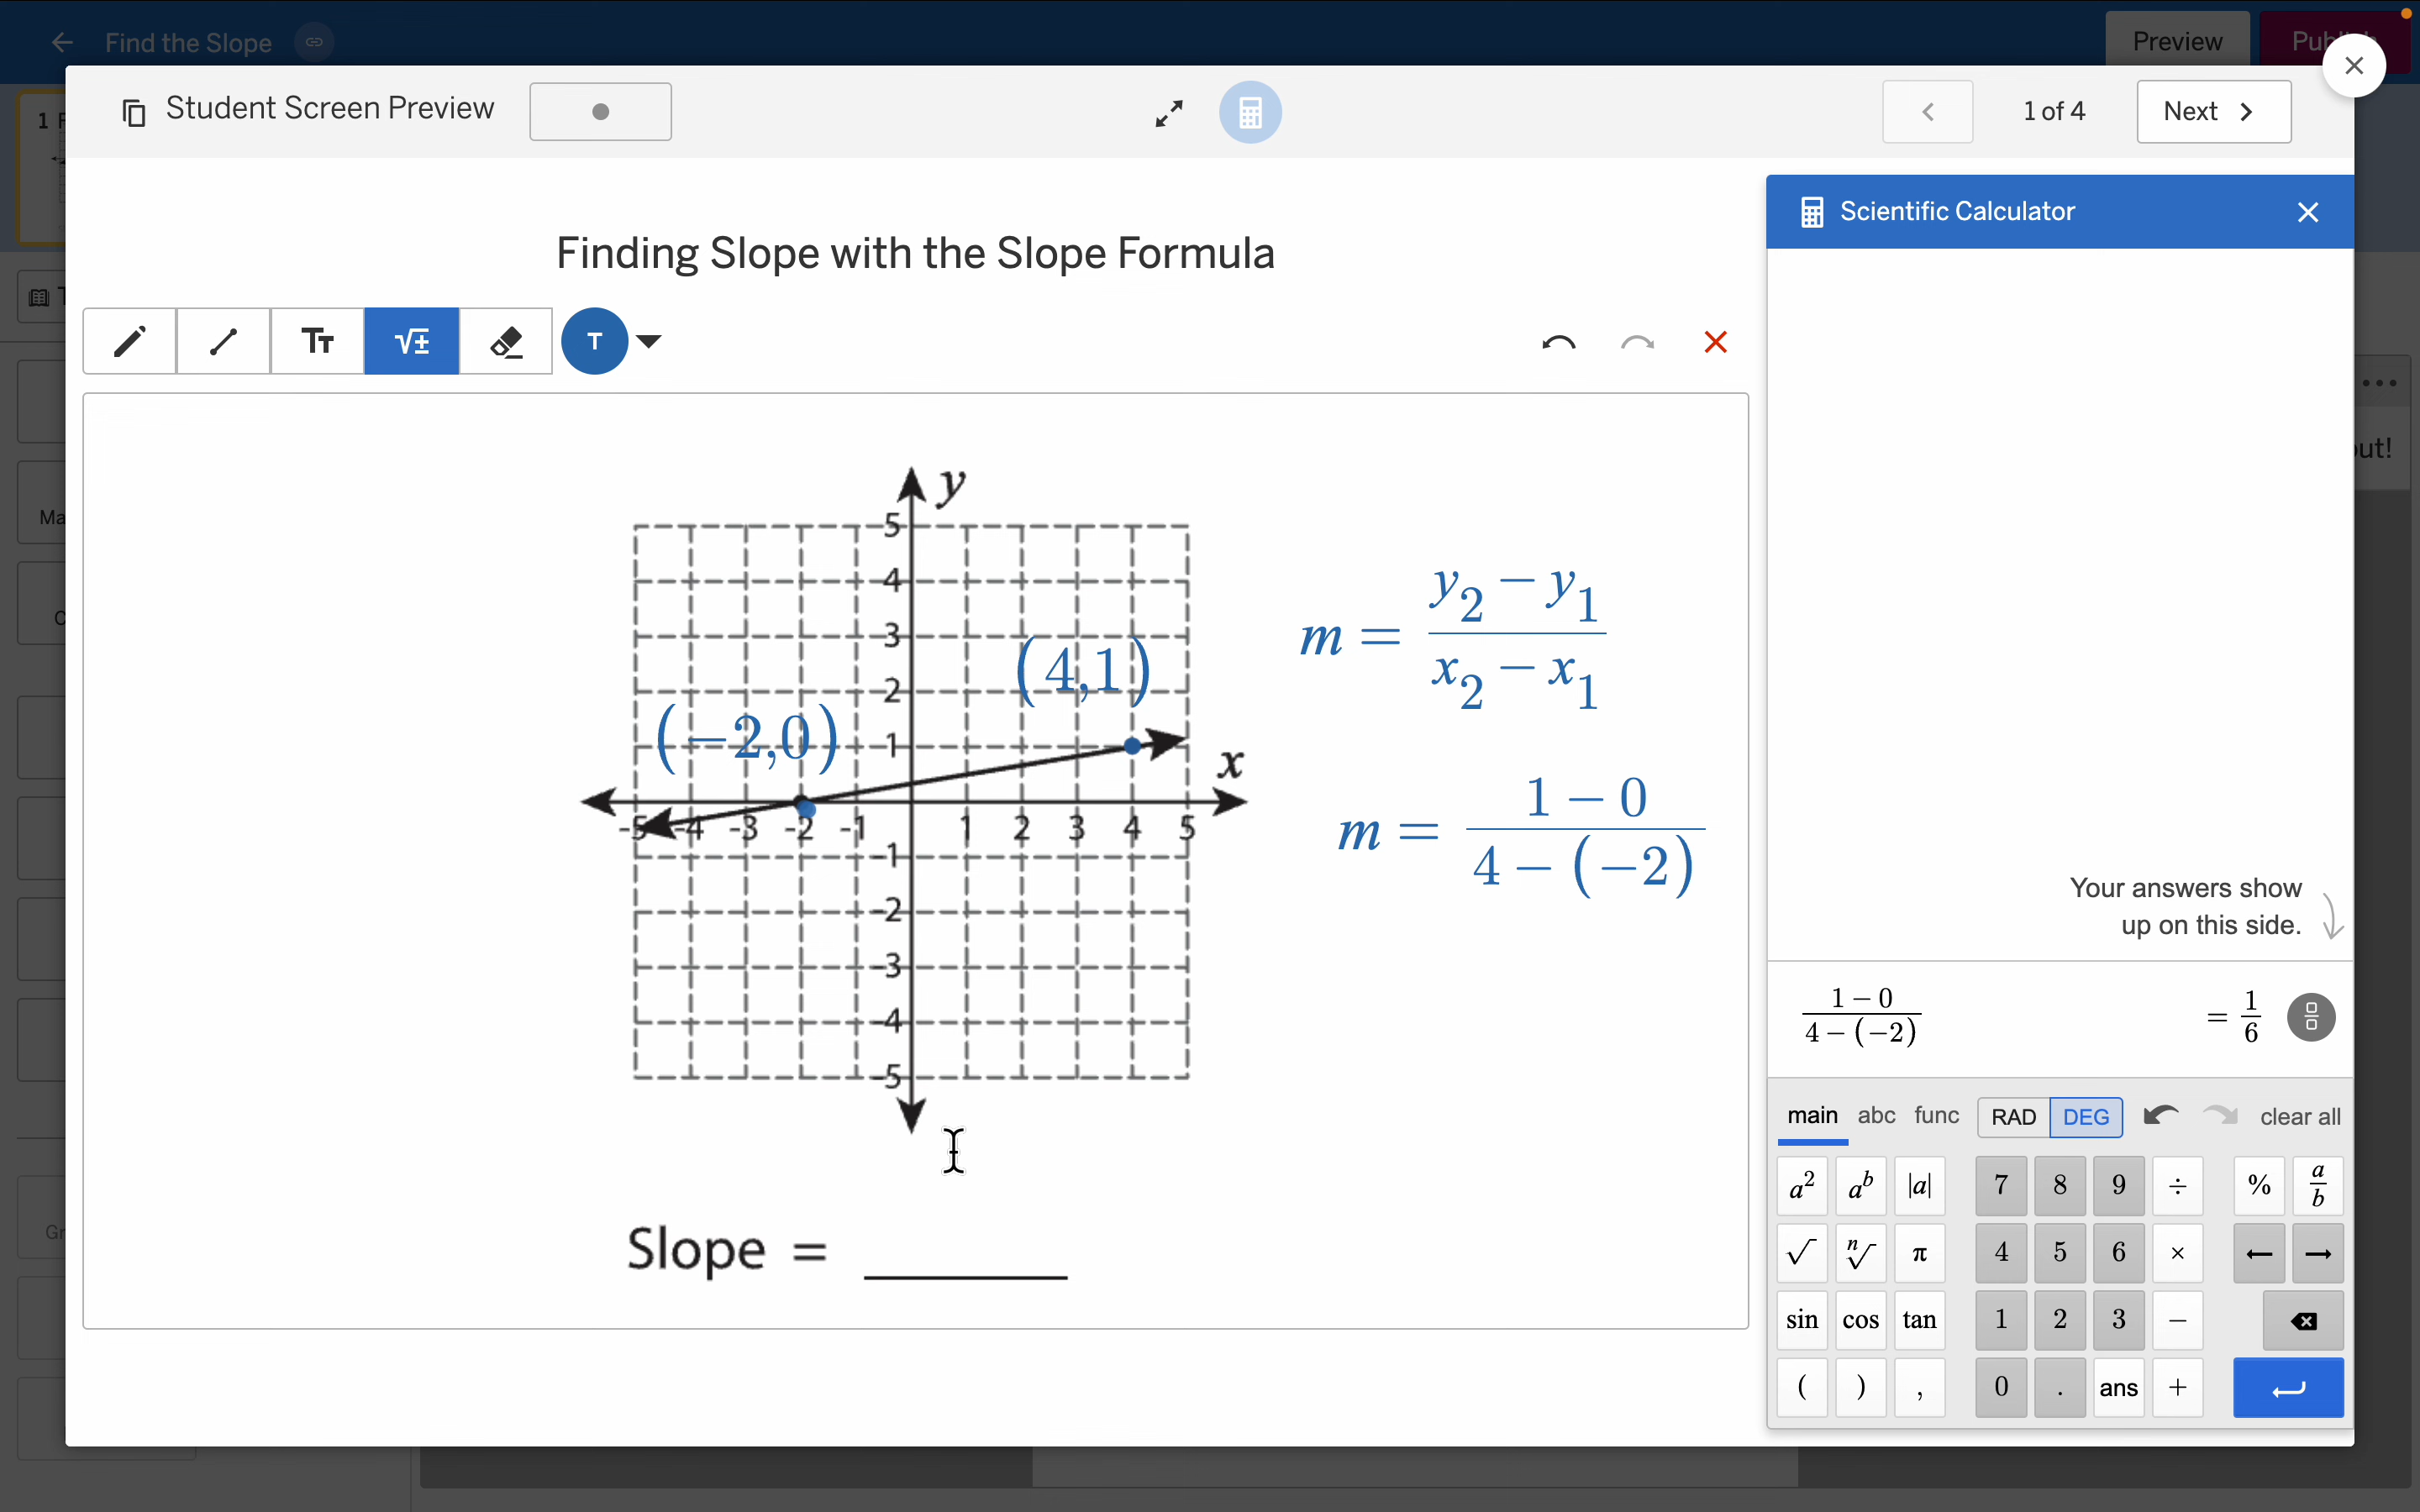 Find the Slope
Preview
Student Screen Preview
1 of 4
Next
Finding Slope with the Slope Formula
T
Scientific Calculator
1
y
5
4
3
2
1
(4,1)
(−2,0)
x
-5 -4 -3 -2 -1 1 2 3 4 5
-1
-2
-3
-4
-5
m = y₂ − y₁ / x₂ − x₁
m = 1 − 0 / 4 − (−2)
Slope = ____
Your answers show
up on this side.
1 − 0 / 4 − (−2) = 1/6
main abc func RAD DEG clear all
a² aᵇ |a| 7 8 9 ÷ % a/b
√ ⁿ√ π 4 5 6 × ← →
sin cos tan 1 2 3 −
( ) , 0 . ans +